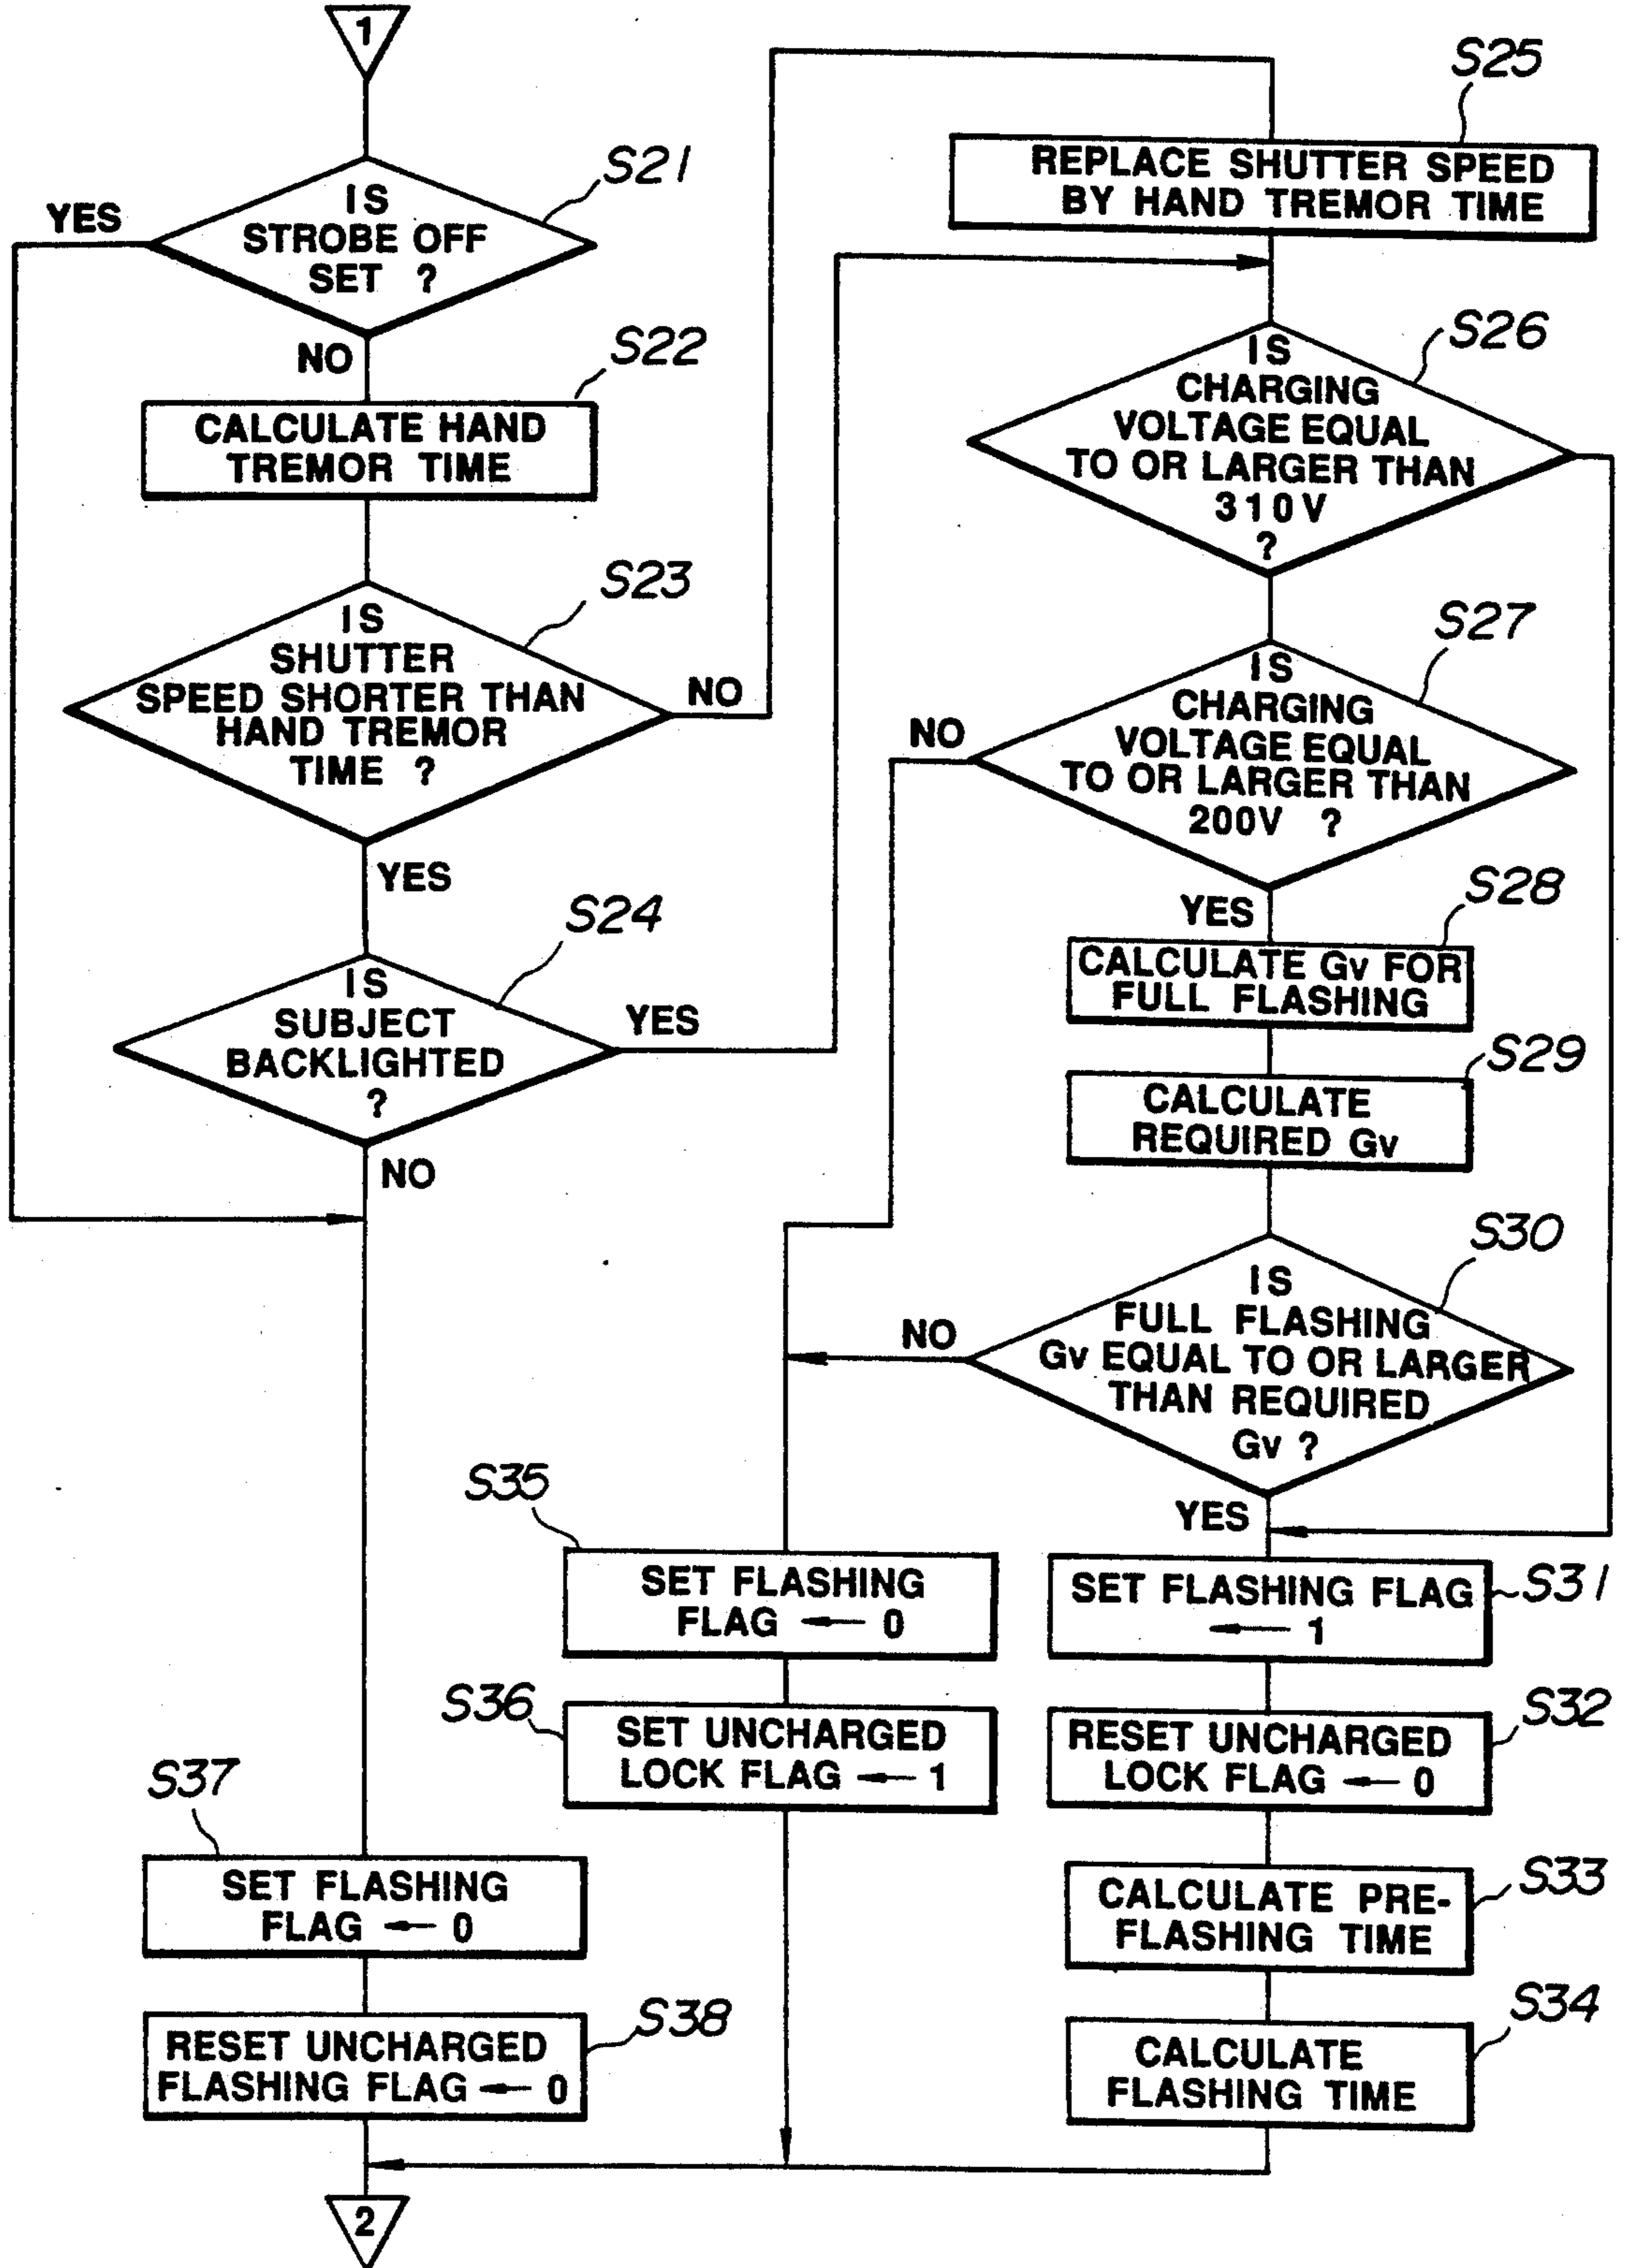 1
S21
IS
STROBE OFF
SET ?
YES
NO
S22
CALCULATE HAND
TREMOR TIME
S23
IS
SHUTTER
SPEED SHORTER THAN
HAND TREMOR
TIME ?
NO
YES
S24
IS
SUBJECT
BACKLIGHTED
?
YES
NO
S25
REPLACE SHUTTER SPEED
BY HAND TREMOR TIME
S26
IS
CHARGING
VOLTAGE EQUAL
TO OR LARGER THAN
310V
?
S27
IS
CHARGING
VOLTAGE EQUAL
TO OR LARGER THAN
200V ?
NO
YES
S28
CALCULATE Gv FOR
FULL FLASHING
S29
CALCULATE
REQUIRED Gv
S30
IS
FULL FLASHING
Gv EQUAL TO OR LARGER
THAN REQUIRED
Gv ?
NO
YES
S31
SET FLASHING FLAG
← 1
S32
RESET UNCHARGED
LOCK FLAG ← 0
S33
CALCULATE PRE-
FLASHING TIME
S34
CALCULATE
FLASHING TIME
S35
SET FLASHING
FLAG ← 0
S36
SET UNCHARGED
LOCK FLAG ← 1
S37
SET FLASHING
FLAG ← 0
S38
RESET UNCHARGED
FLASHING FLAG ← 0
2